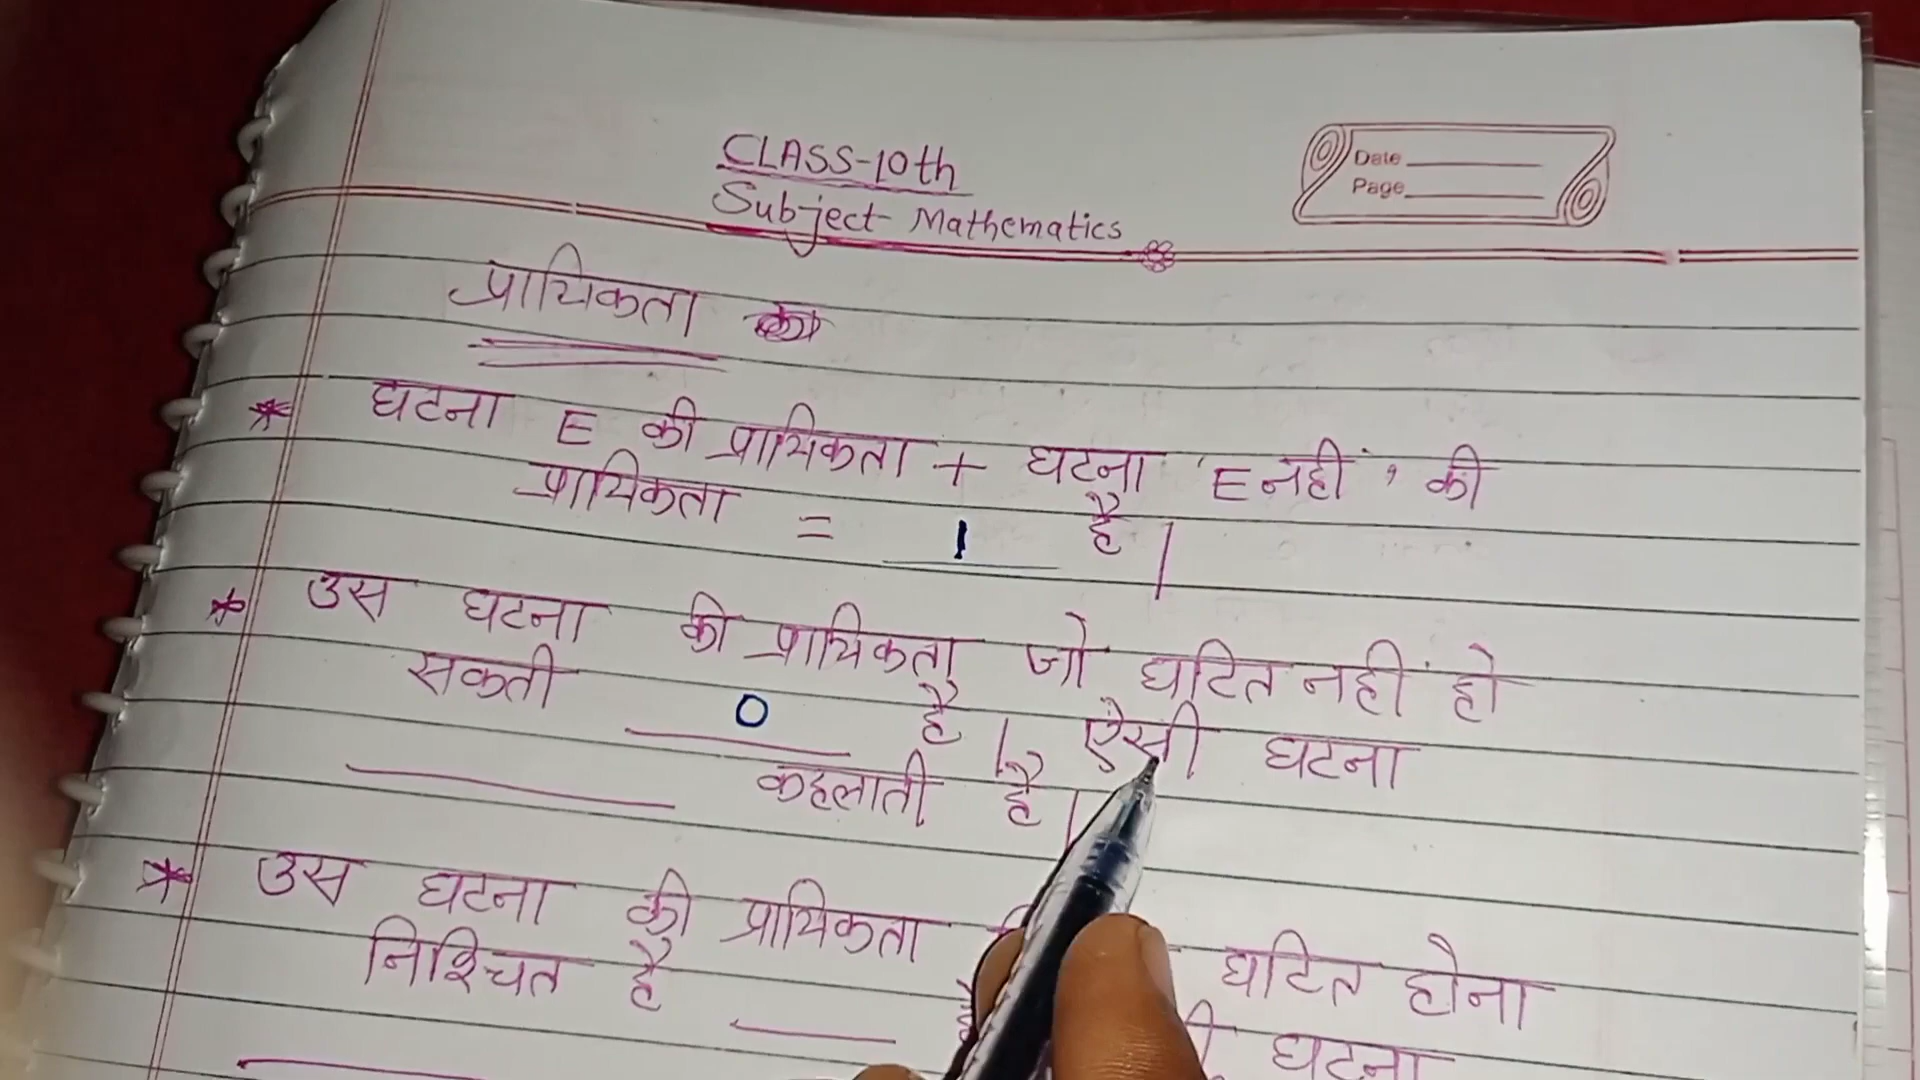 CLASS-10th
Subject Mathematics
Date
Page
प्रायिकता
* घटना E की प्रायिकता + घटना 'E नहीं' की
प्रायिकता = 1 है।
* उस घटना की प्रायिकता जो घटित नहीं हो
सकती 0 है। ऐसी घटना
कहलाती है।
* उस घटना की प्रायिकता घटित होना
निश्चित है
घटना